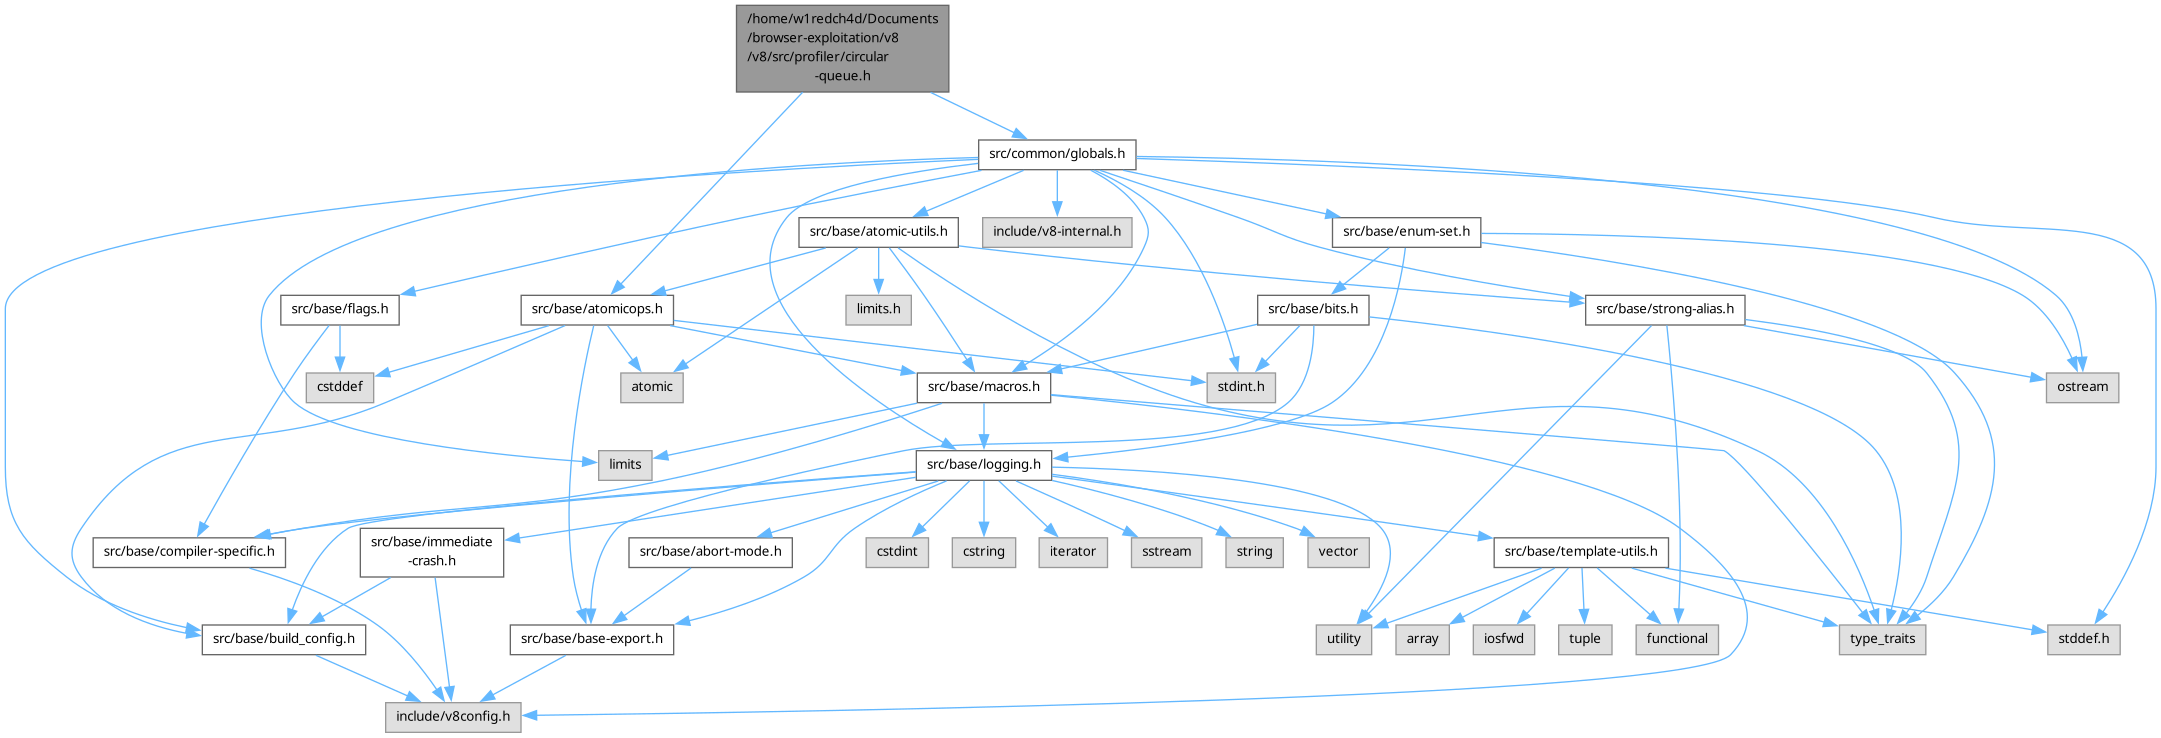 /home/w1redch4d/Documents
/browser-exploitation/v8
/v8/src/profiler/circular
-queue.h
src/common/globals.h
src/base/atomic-utils.h
include/v8-internal.h
src/base/enum-set.h
src/base/flags.h
src/base/atomicops.h
limits.h
src/base/bits.h
src/base/strong-alias.h
cstddef
atomic
src/base/macros.h
stdint.h
ostream
limits
src/base/logging.h
src/base/compiler-specific.h
src/base/immediate
-crash.h
src/base/abort-mode.h
cstdint
cstring
iterator
sstream
string
vector
src/base/template-utils.h
src/base/build_config.h
src/base/base-export.h
utility
array
iosfwd
tuple
functional
type_traits
stddef.h
include/v8config.h